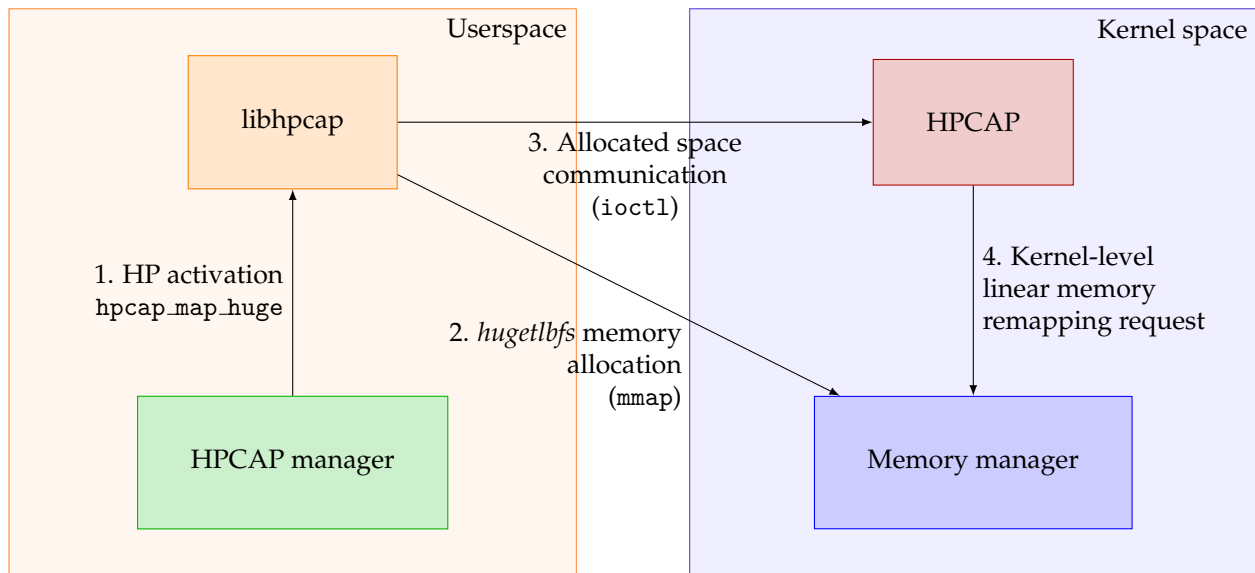 Userspace
Kernel space
libhpcap
HPCAP
3. Allocated space
communication
(ioctl)
1. HP activation
hpcap_map_huge
4. Kernel-level
linear memory
remapping request
2. hugetlbfs memory
allocation
(mmap)
HPCAP manager
Memory manager